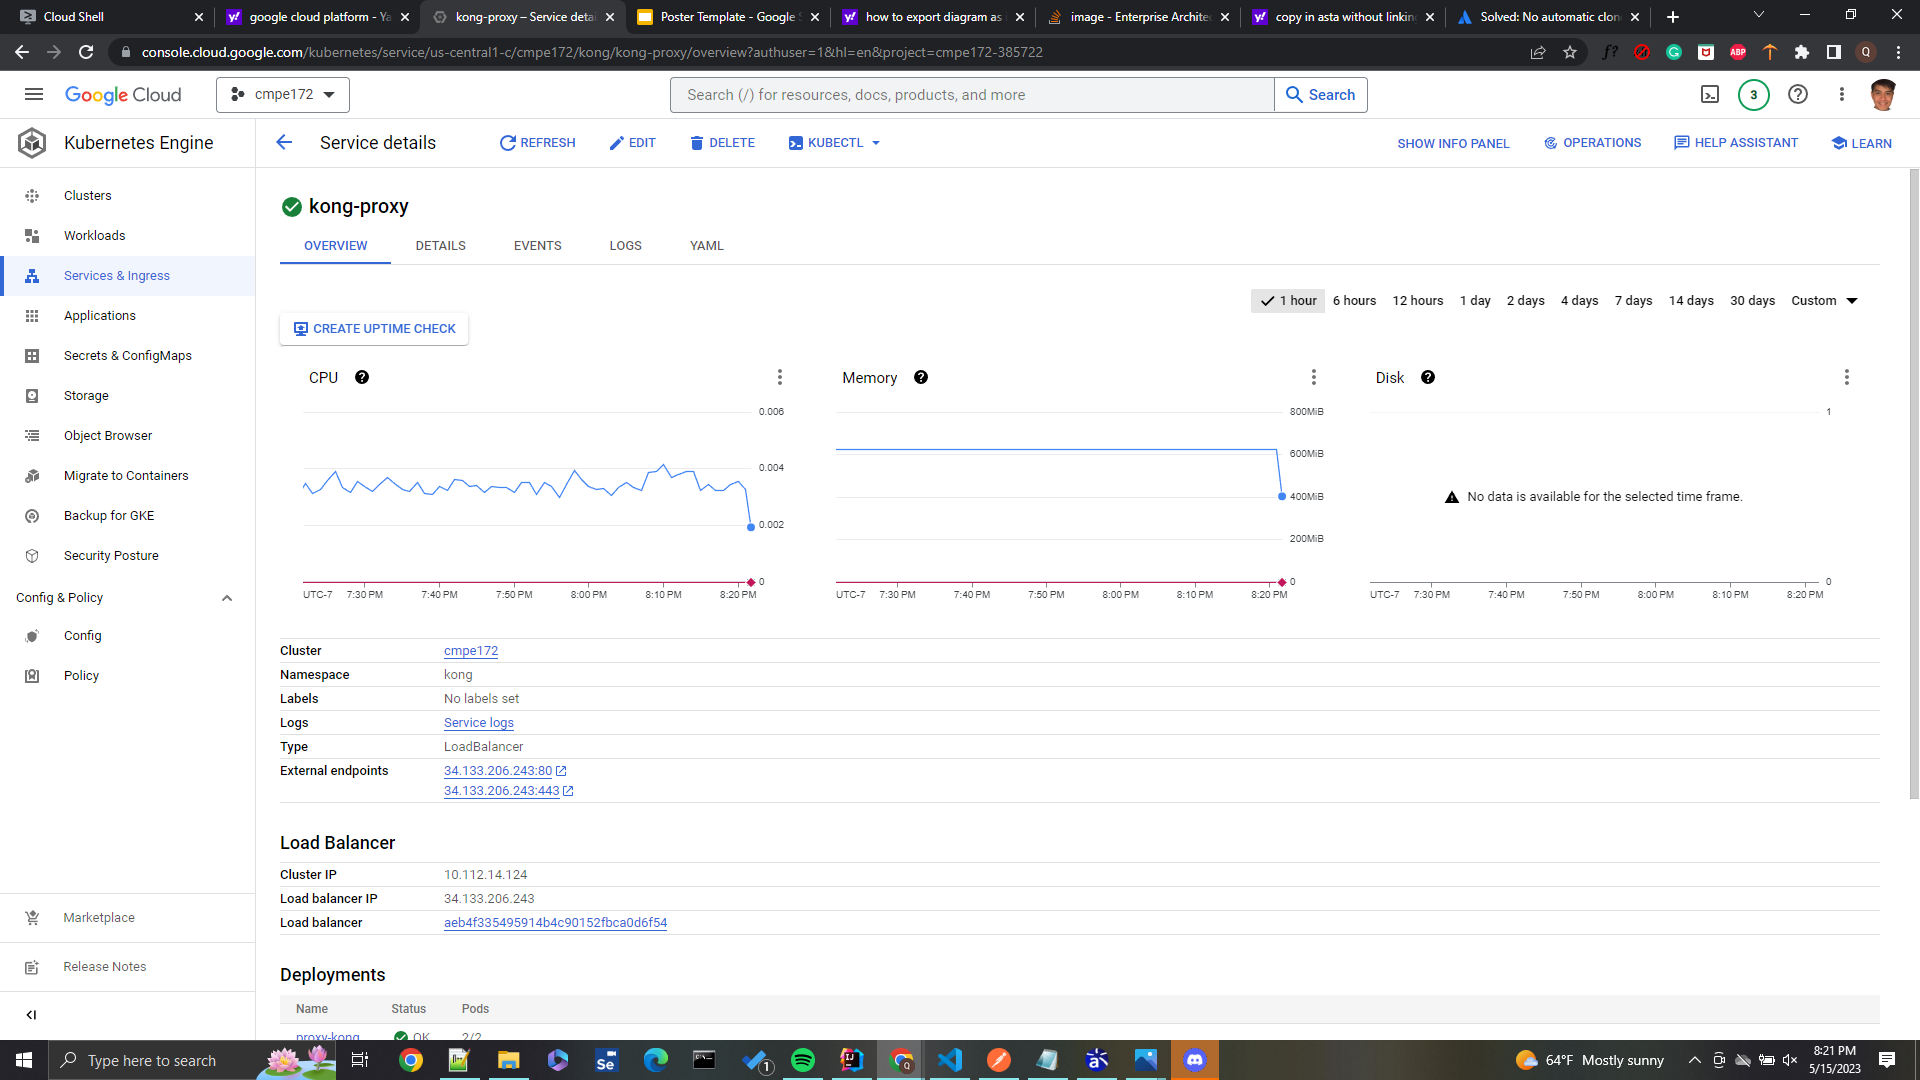 Cloud Shell
google cloud platform - Ya
kong-proxy – Service detai
Poster Template - Google S
how to export diagram as
image - Enterprise Architec
copy in asta without linkin
Solved: No automatic clon
console.cloud.google.com/kubernetes/service/us-central1-c/cmpe172/kong/kong-proxy/overview?authuser=1&hl=en&project=cmpe172-385722
f?
ABP
Q
Google Cloud
cmpe172
Search (/) for resources, docs, products, and more
Search
3
Kubernetes Engine
Service details
REFRESH
EDIT
DELETE
KUBECTL
SHOW INFO PANEL
OPERATIONS
HELP ASSISTANT
LEARN
Clusters
Workloads
Services & Ingress
Applications
Secrets & ConfigMaps
Storage
Object Browser
Migrate to Containers
Backup for GKE
Security Posture
Config & Policy
Config
Policy
Marketplace
Release Notes
kong-proxy
OVERVIEW
DETAILS
EVENTS
LOGS
YAML
1 hour
6 hours
12 hours
1 day
2 days
4 days
7 days
14 days
30 days
Custom
CREATE UPTIME CHECK
CPU
0.006
0.004
0.002
0
UTC-7
7:30 PM
7:40 PM
7:50 PM
8:00 PM
8:10 PM
8:20 PM
Memory
800MiB
600MiB
400MiB
200MiB
0
UTC-7
7:30 PM
7:40 PM
7:50 PM
8:00 PM
8:10 PM
8:20 PM
Disk
1
No data is available for the selected time frame.
0
UTC-7
7:30 PM
7:40 PM
7:50 PM
8:00 PM
8:10 PM
8:20 PM
Cluster
cmpe172
Namespace
kong
Labels
No labels set
Logs
Service logs
Type
LoadBalancer
External endpoints
34.133.206.243:80
34.133.206.243:443
Load Balancer
Cluster IP
10.112.14.124
Load balancer IP
34.133.206.243
Load balancer
aeb4f335495914b4c90152fbca0d6f54
Deployments
Name
Status
Pods
proxy-kong
OK
2/2
Type here to search
Se
1
64°F Mostly sunny
8:21 PM
5/15/2023